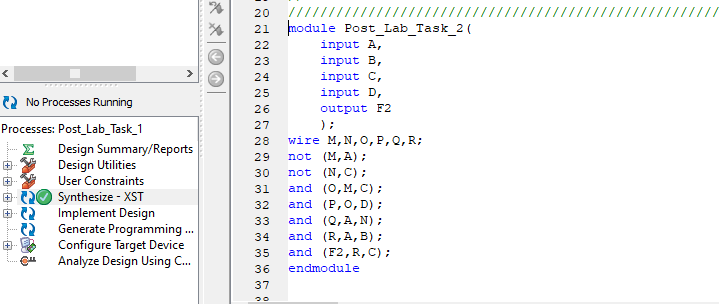 No Processes Running
Processes: Post_Lab_Task_1
Design Summary/Reports
Design Utilities
User Constraints
Synthesize - XST
Implement Design
Generate Programming ...
Configure Target Device
Analyze Design Using C...
20 ////////////////////////////////////////////////////////////////
21 module Post_Lab_Task_2(
22 input A,
23 input B,
24 input C,
25 input D,
26 output F2
27 );
28 wire M,N,O,P,Q,R;
29 not (M,A);
30 not (N,C);
31 and (O,M,C);
32 and (P,O,D);
33 and (Q,A,N);
34 and (R,A,B);
35 and (F2,R,C);
36 endmodule
37